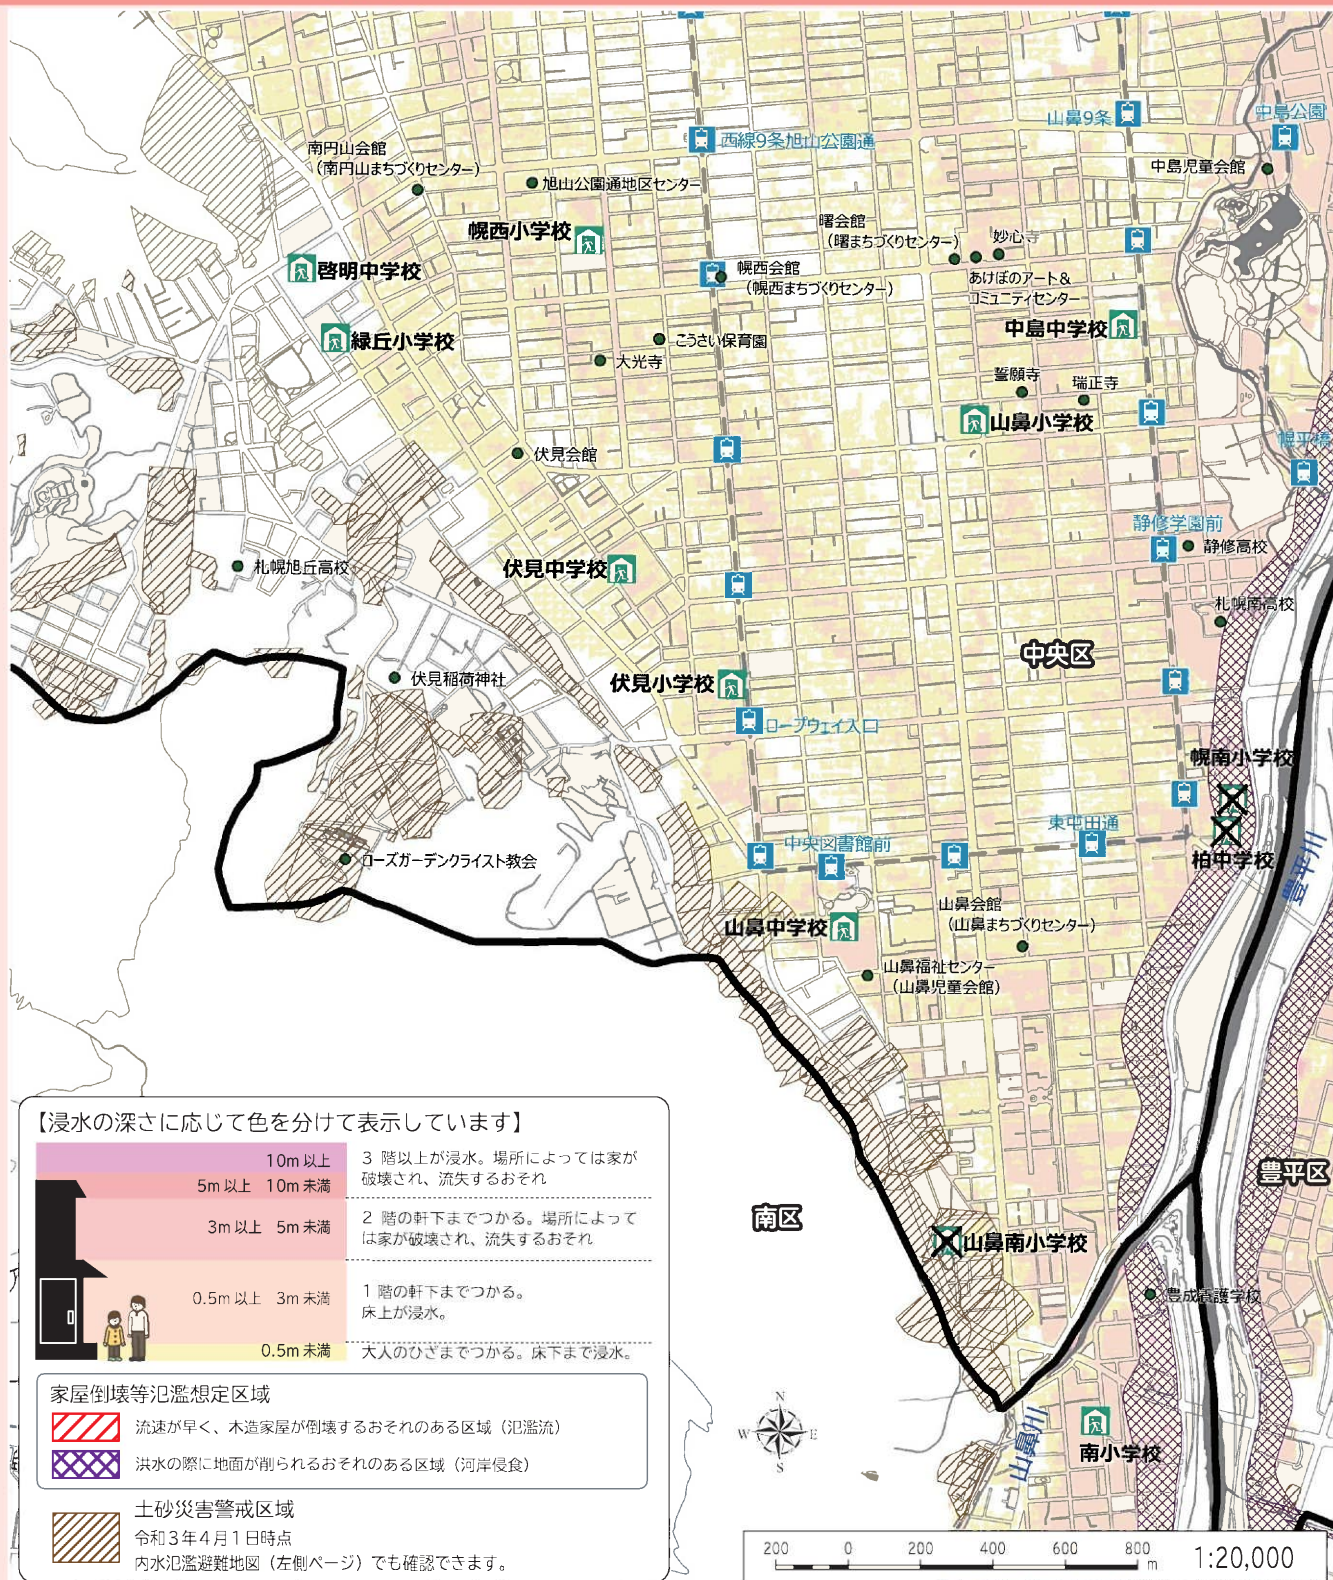 中島公園
山鼻9条
西線9条旭山公園通
南円山会館
（南円山まちづくりセンター）
中島児童会館
旭山公園通地区センター
幌西小学校
曙会館
（曙まちづくりセンター）
妙心寺
啓明中学校
幌西会館
（幌西まちづくりセンター）
あけぼのアート＆
コミュニティセンター
中島中学校
緑丘小学校
こうさい保育園
大光寺
誓願寺
瑞正寺
山鼻小学校
幌平橋
伏見会館
静修学園前
静修高校
札幌旭丘高校
伏見中学校
札幌南高校
中央区
伏見稲荷神社
伏見小学校
ロープウェイ入口
幌南小学校
東屯田通
中央図書館前
ローズガーデンクライスト教会
柏中学校
豊平川
山鼻会館
（山鼻まちづくりセンター）
山鼻中学校
山鼻福祉センター
（山鼻児童会館）
豊平区
南区
山鼻南小学校
豊成養護学校
南小学校
【浸水の深さに応じて色を分けて表示しています】
10m 以上
3 階以上が浸水。場所によっては家が
破壊され、流失するおそれ
5m 以上 10m 未満
3m 以上 5m 未満
2 階の軒下までつかる。場所によって
は家が破壊され、流失するおそれ
0.5m 以上 3m 未満
1 階の軒下までつかる。
床上が浸水。
0.5m 未満
大人のひざまでつかる。床下まで浸水。
家屋倒壊等氾濫想定区域
流速が早く、木造家屋が倒壊するおそれのある区域（氾濫流）
洪水の際に地面が削られるおそれのある区域（河岸侵食）
土砂災害警戒区域
令和3年4月1日時点
内水氾濫避難地図（左側ページ）でも確認できます。
N
W E
S
200 0 200 400 600 800 m
1:20,000